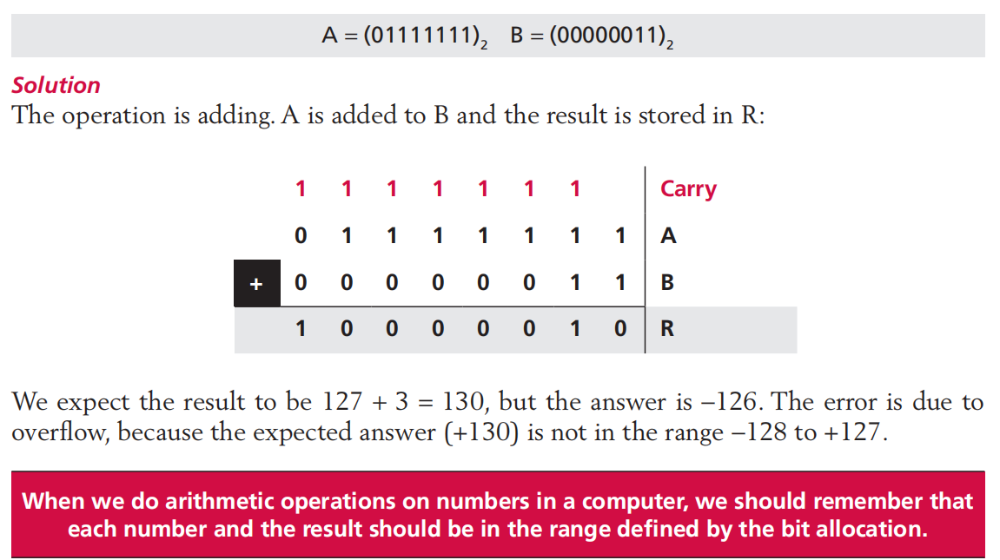 A = (01111111)₂ B = (00000011)₂
Solution
The operation is adding. A is added to B and the result is stored in R:
1 1 1 1 1 1 1 Carry
0 1 1 1 1 1 1 1 A
+ 0 0 0 0 0 0 1 1 B
1 0 0 0 0 0 1 0 R
We expect the result to be 127 + 3 = 130, but the answer is −126. The error is due to
overflow, because the expected answer (+130) is not in the range −128 to +127.
When we do arithmetic operations on numbers in a computer, we should remember that
each number and the result should be in the range defined by the bit allocation.